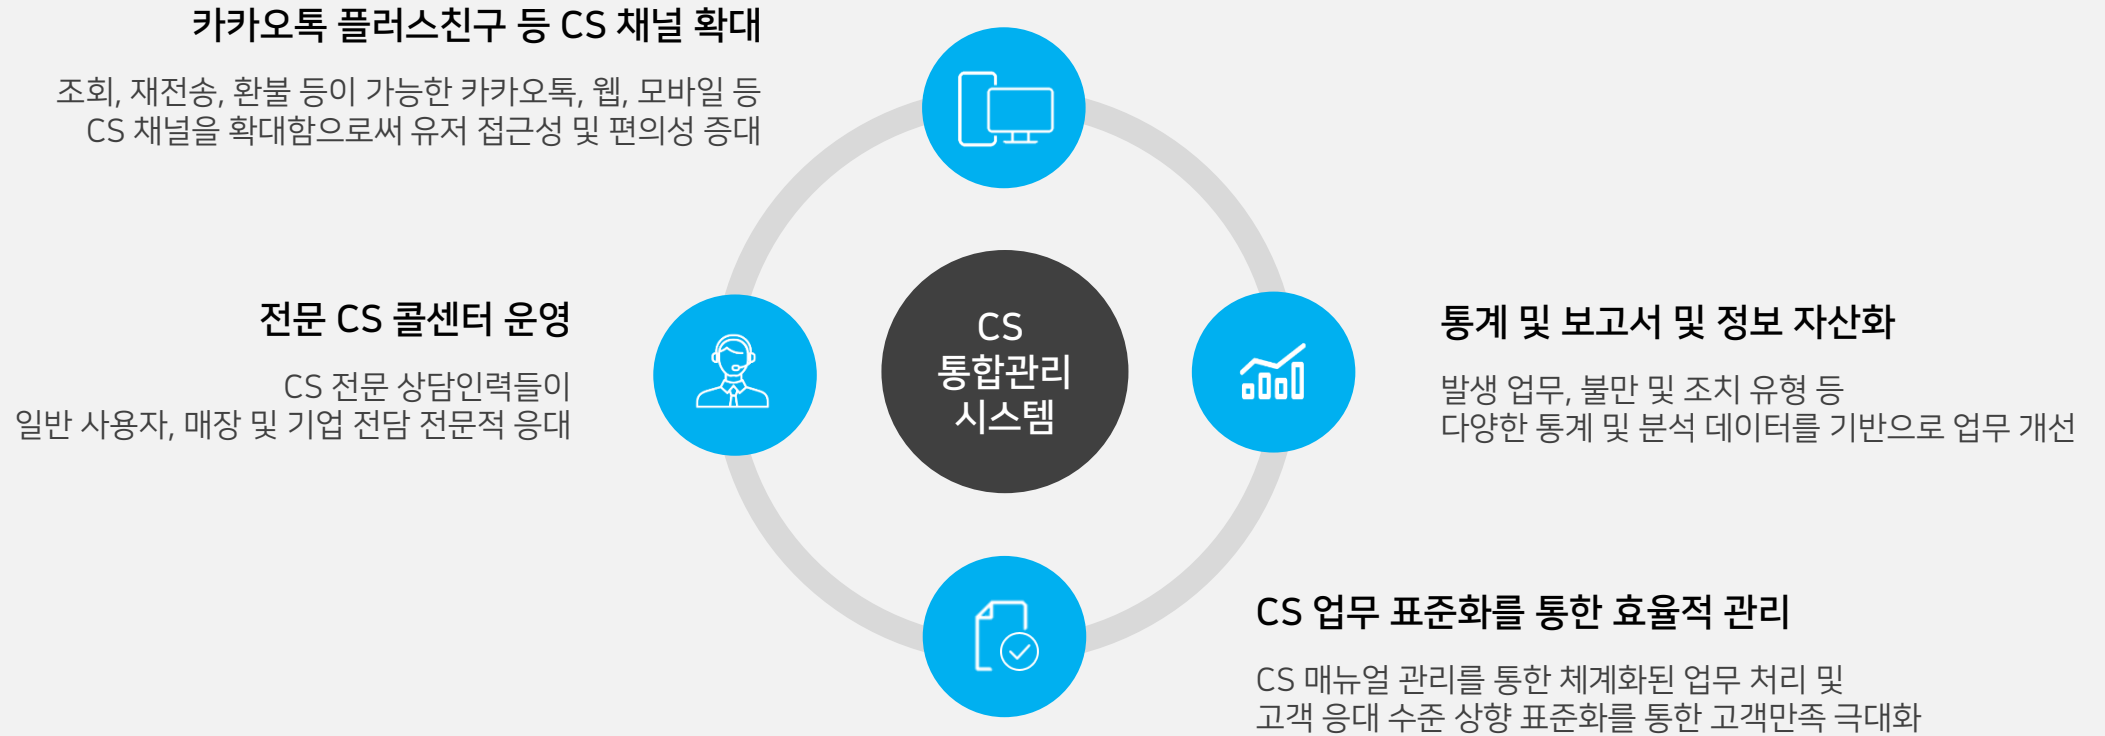 카카오톡 플러스친구 등 CS 채널 확대
조회, 재전송, 환불 등이 가능한 카카오톡, 웹, 모바일 등
CS 채널을 확대함으로써 유저 접근성 및 편의성 증대
전문 CS 콜센터 운영
CS 전문 상담인력들이
일반 사용자, 매장 및 기업 전담 전문적 응대
CS
통합관리
시스템
통계 및 보고서 및 정보 자산화
발생 업무, 불만 및 조치 유형 등
다양한 통계 및 분석 데이터를 기반으로 업무 개선
CS 업무 표준화를 통한 효율적 관리
CS 매뉴얼 관리를 통한 체계화된 업무 처리 및
고객 응대 수준 상향 표준화를 통한 고객만족 극대화